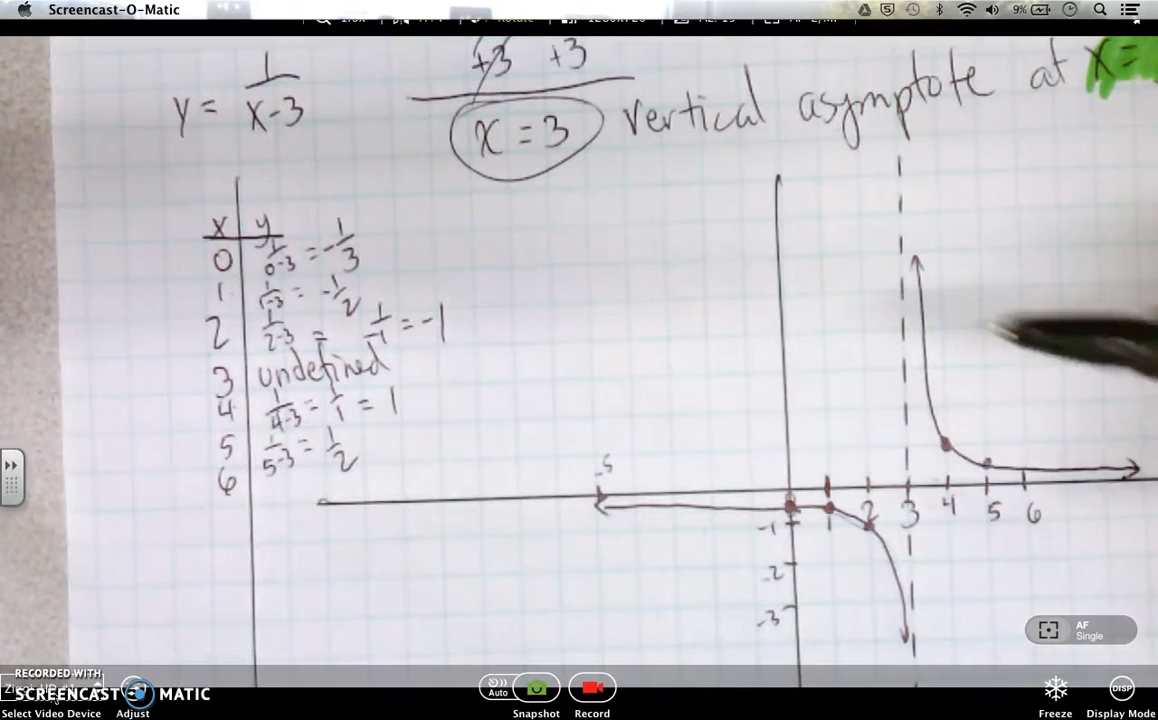 Screencast-O-Matic
9%
+3 +3
y = 1/(x-3)
x = 3 vertical asymptote at x=
x y
0 1/(0-3) = -1/3
1 1/(1-3) = -1/2
2 1/(2-3) = 1/-1 = -1
3 undefined
4 1/(4-3) = 1/1 = 1
5 1/(5-3) = 1/2
6
-5
1 2 3 4 5 6
-1
-2
-3
AF
Single
RECORDED WITH
SCREENCAST MATIC
Select Video Device
Adjust
Auto
Snapshot
Record
Freeze
DISP
Display Mode